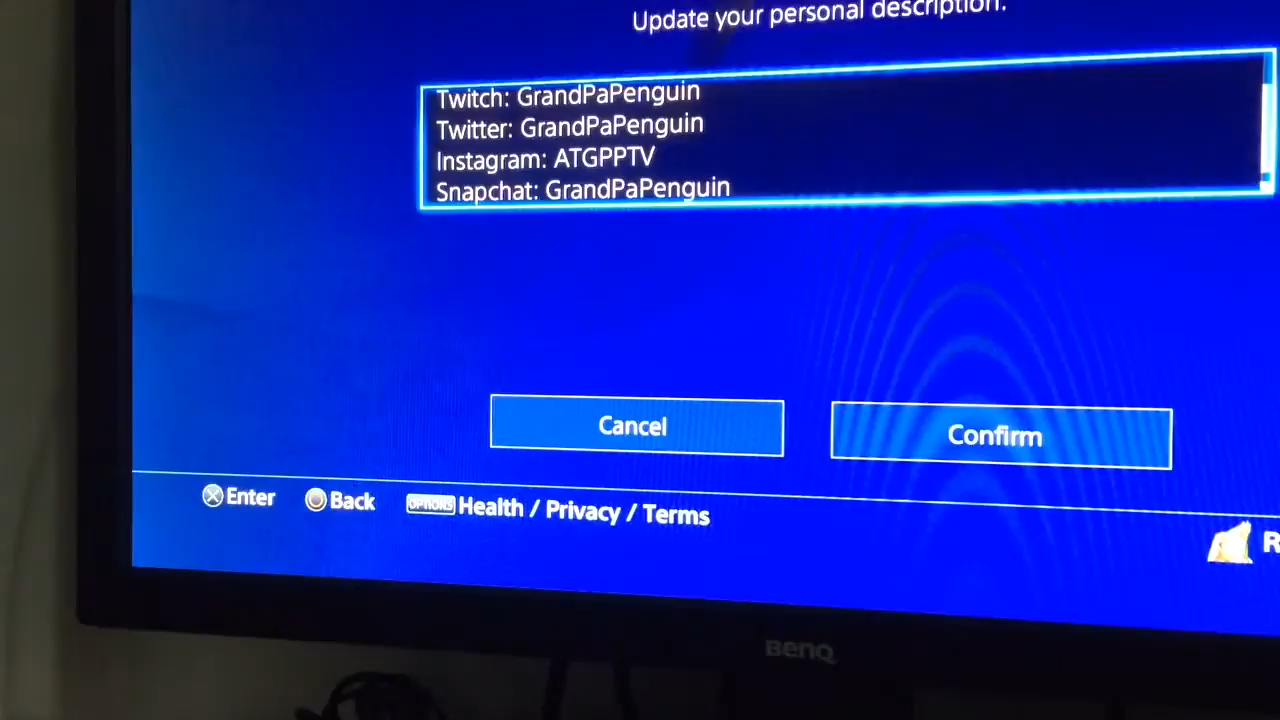 Update your personal description.
Twitch: GrandPaPenguin
Twitter: GrandPaPenguin
Instagram: ATGPPTV
Snapchat: GrandPaPenguin
Cancel
Confirm
Enter
Back
OPTIONS Health / Privacy / Terms
R
BenQ